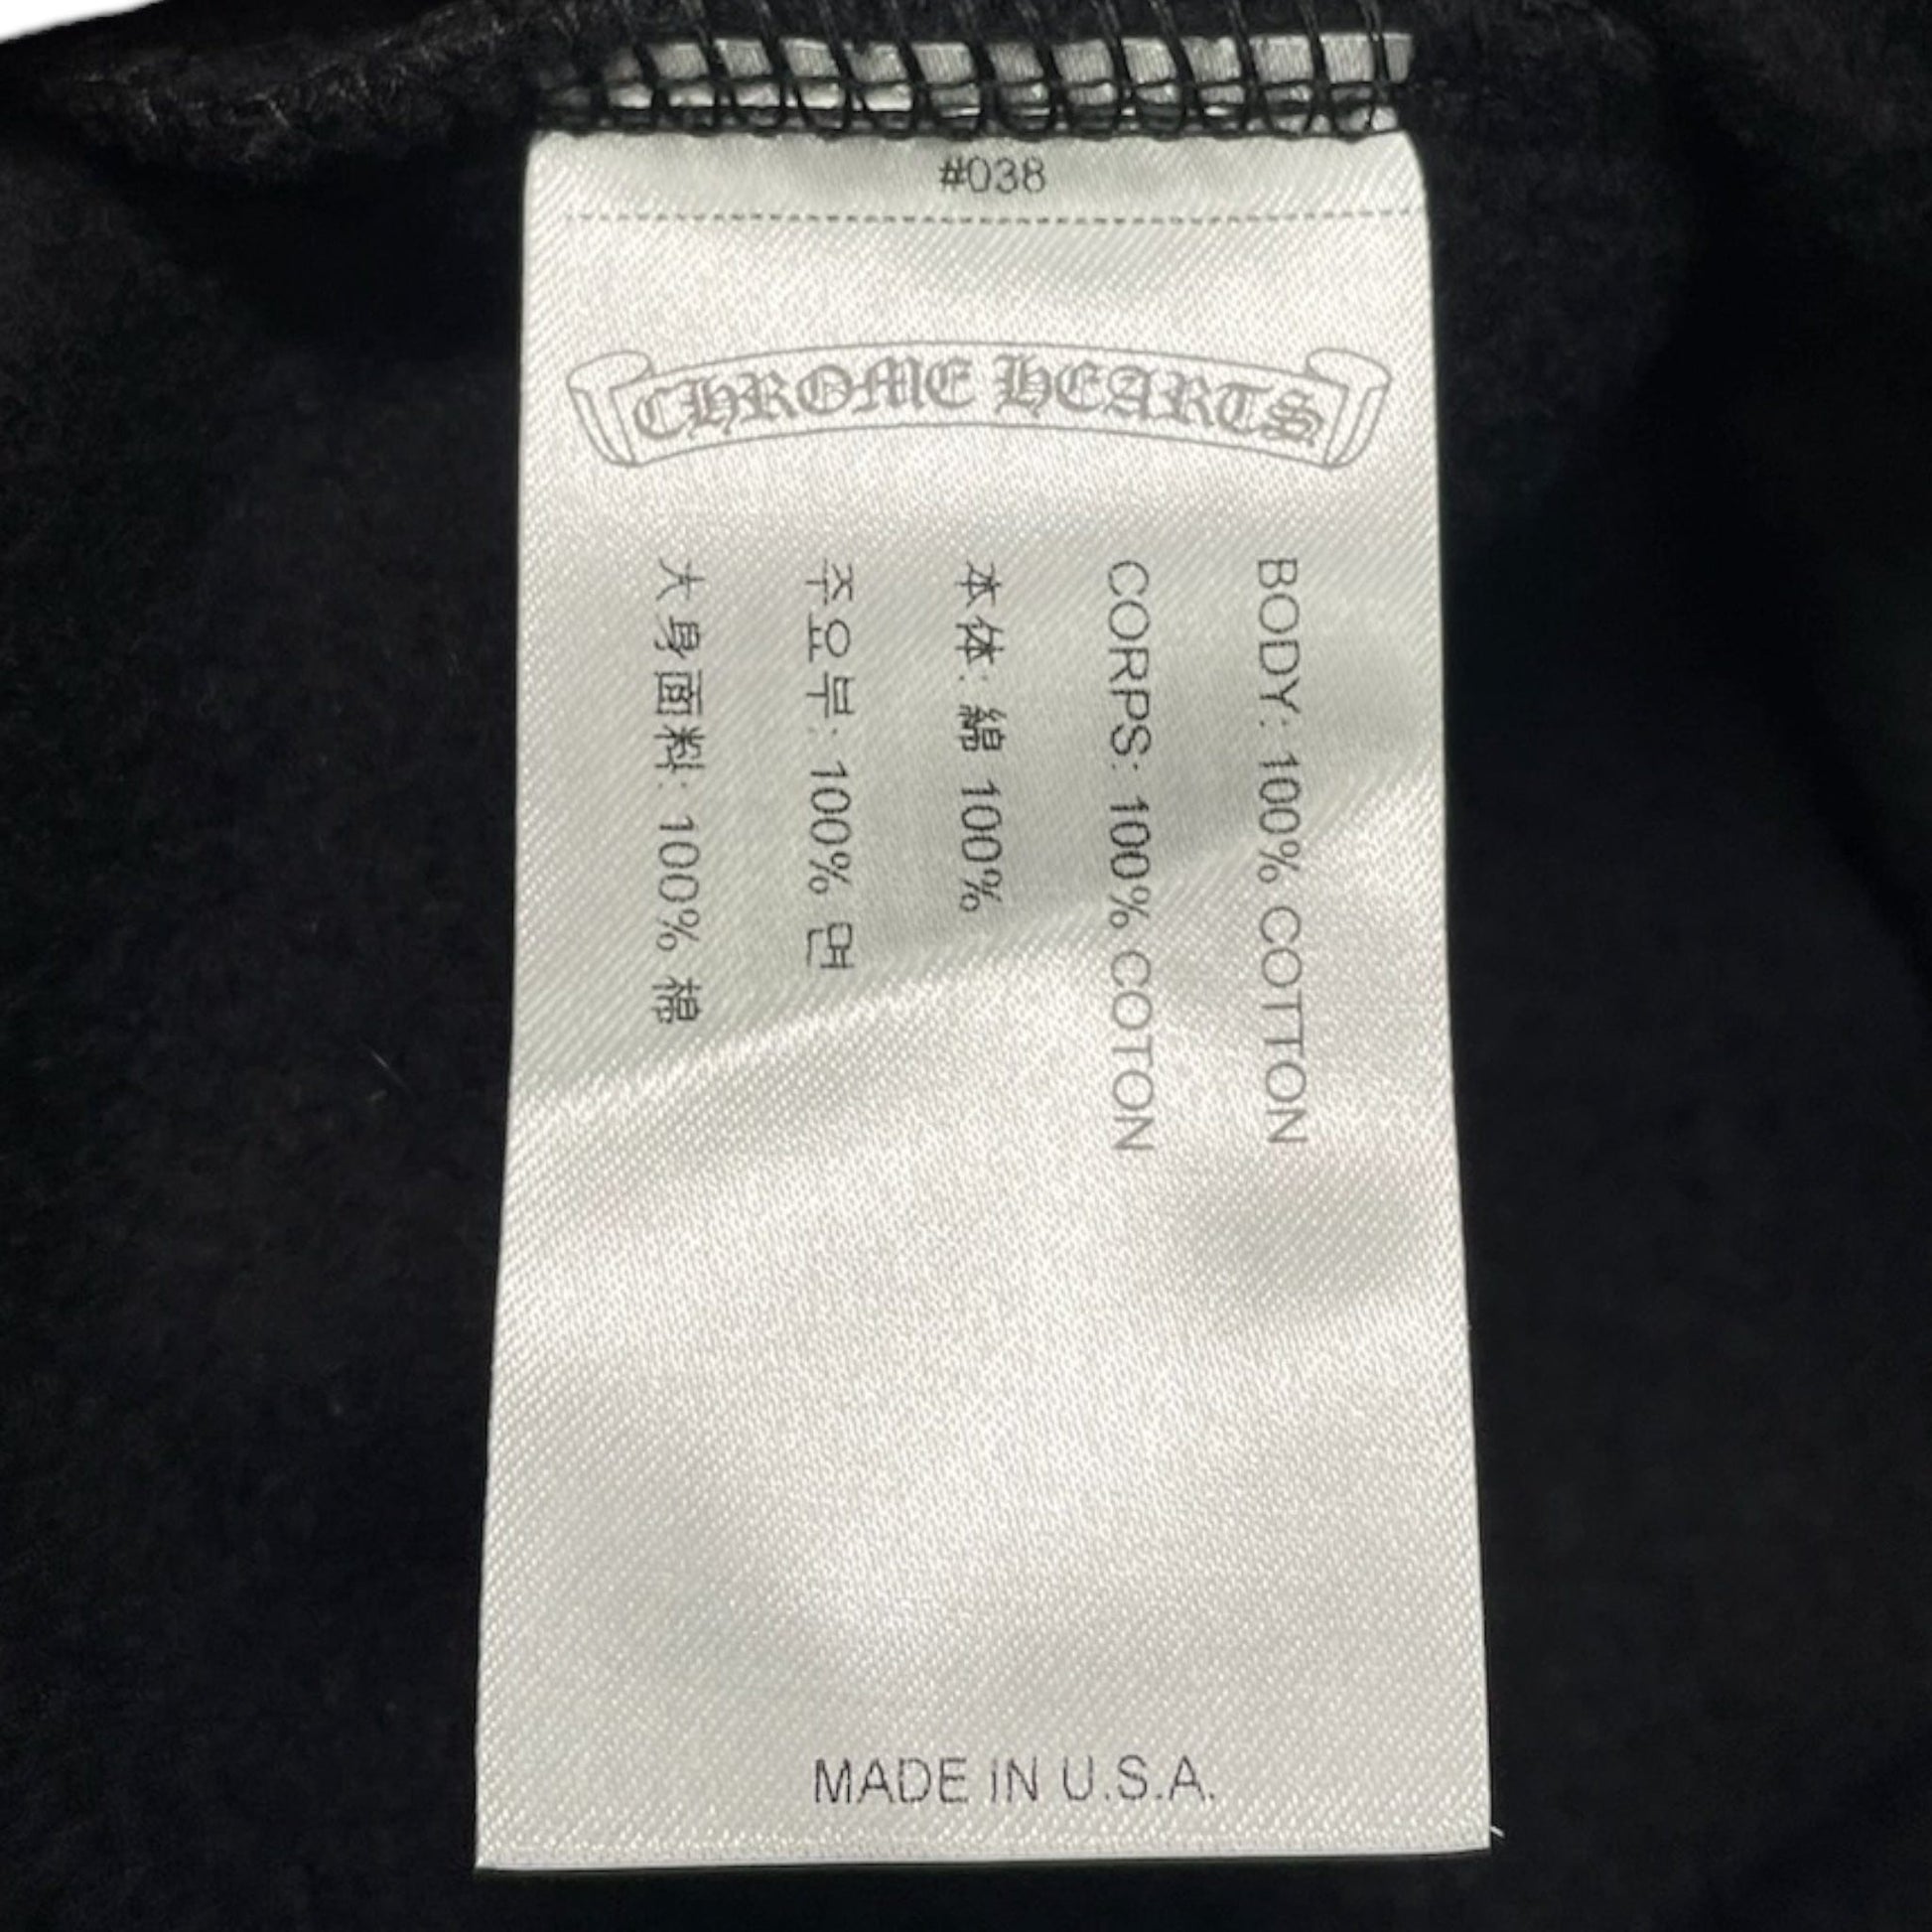 #038
CHROME HEARTS
BODY: 100% COTTON
CORPS: 100% COTON
本体: 綿 100%
주요부: 100% 면
大身面料: 100% 棉
MADE IN U.S.A.